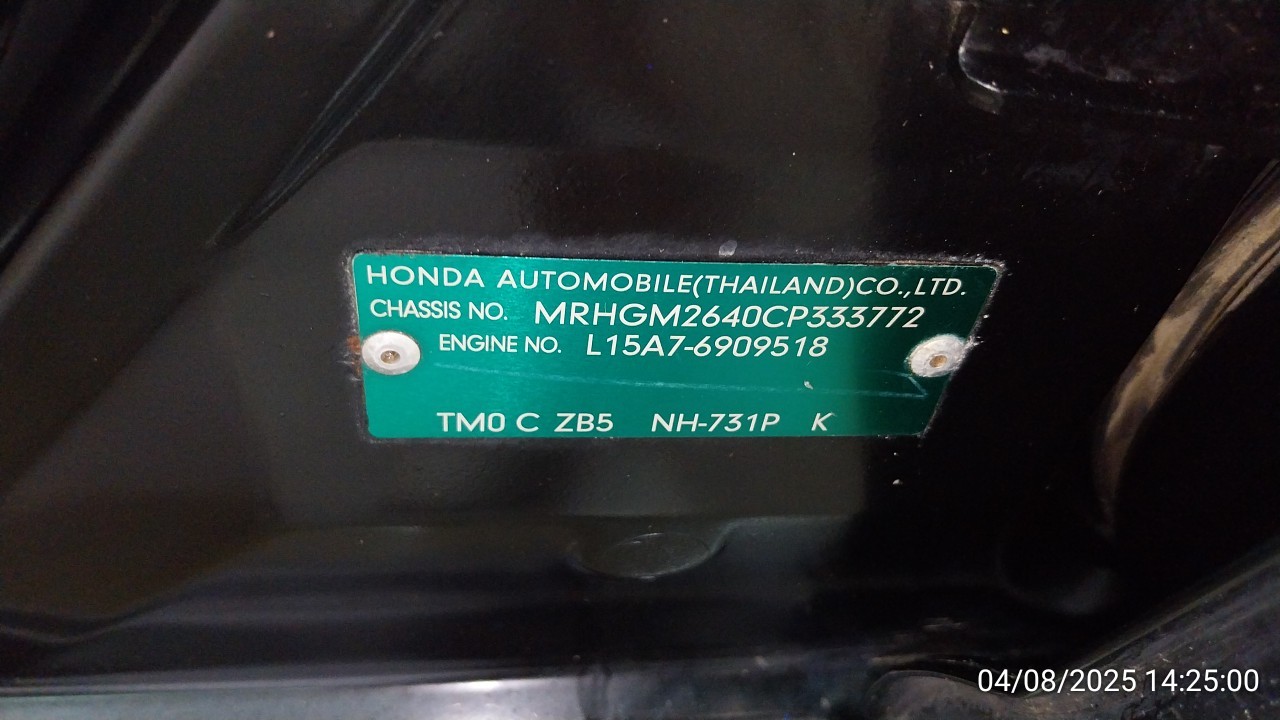 HONDA AUTOMOBILE(THAILAND)CO.,LTD.
CHASSIS NO. MRHGM2640CP333772
ENGINE NO. L15A7-6909518
TM0 C ZB5 NH-731P K
04/08/2025 14:25:00